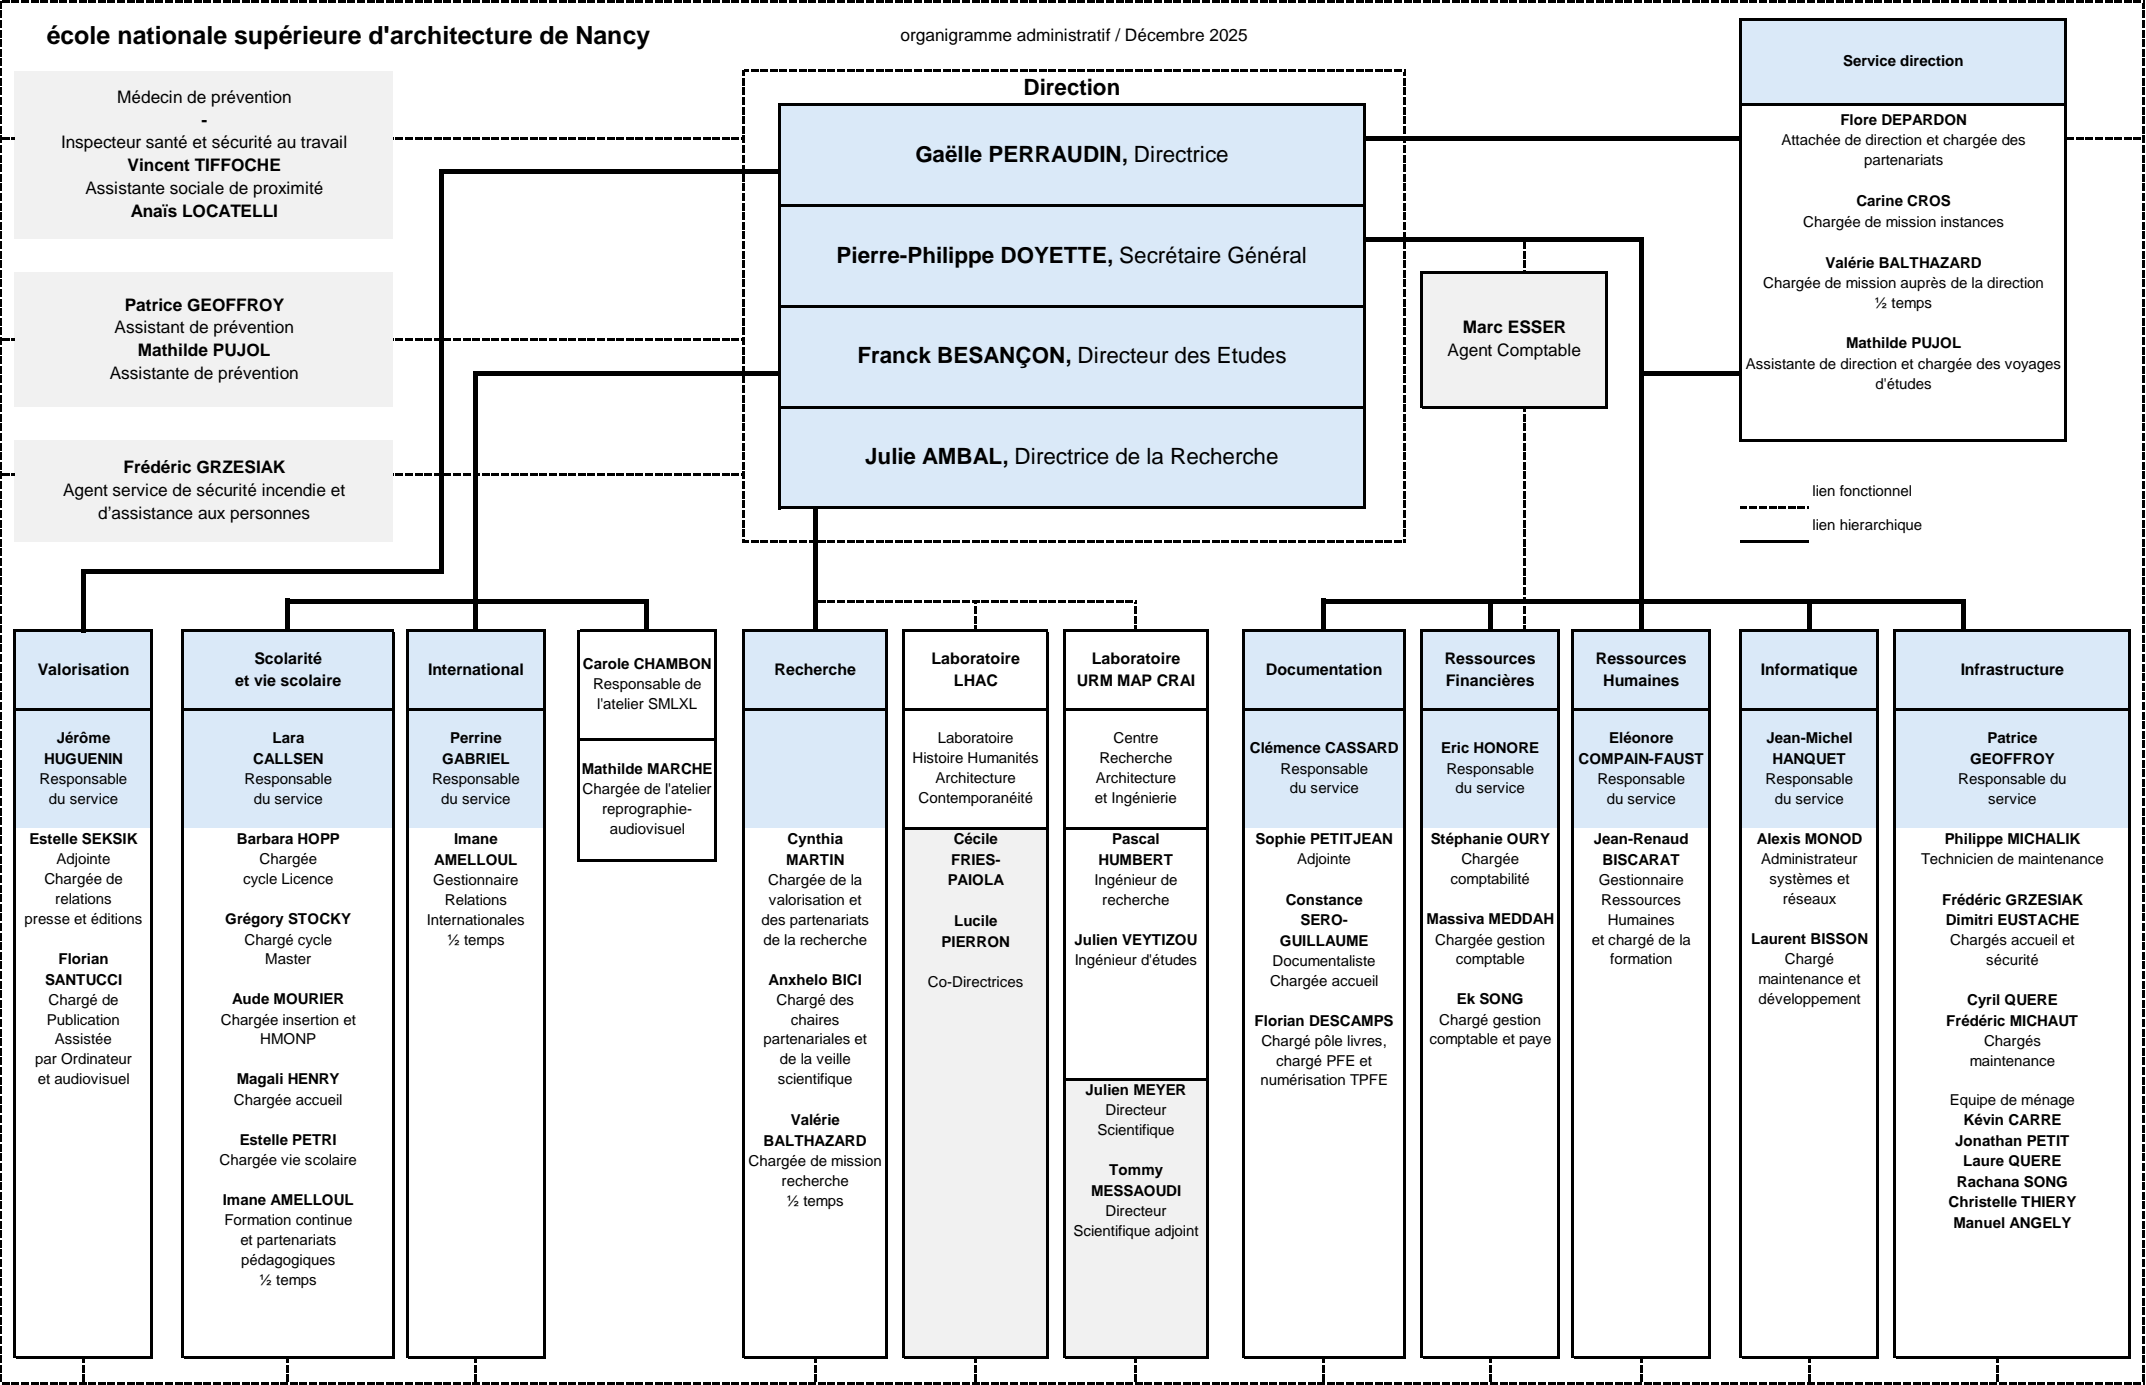 école nationale supérieure d'architecture de Nancy
organigramme administratif / Décembre 2025
Médecin de prévention
-
Inspecteur santé et sécurité au travail
Vincent TIFFOCHE
Assistante sociale de proximité
Anaïs LOCATELLI
Patrice GEOFFROY
Assistant de prévention
Mathilde PUJOL
Assistante de prévention
Frédéric GRZESIAK
Agent service de sécurité incendie et
d'assistance aux personnes
Direction
Gaëlle PERRAUDIN, Directrice
Pierre-Philippe DOYETTE, Secrétaire Général
Franck BESANÇON, Directeur des Etudes
Julie AMBAL, Directrice de la Recherche
Marc ESSER
Agent Comptable
Service direction
Flore DEPARDON
Attachée de direction et chargée des
partenariats
Carine CROS
Chargée de mission instances
Valérie BALTHAZARD
Chargée de mission auprès de la direction
½ temps
Mathilde PUJOL
Assistante de direction et chargée des voyages
d'études
lien fonctionnel
lien hierarchique
Valorisation
Jérôme
HUGUENIN
Responsable
du service
Estelle SEKSIK
Adjointe
Chargée de
relations
presse et éditions
Florian
SANTUCCI
Chargé de
Publication
Assistée
par Ordinateur
et audiovisuel
Scolarité
et vie scolaire
Lara
CALLSEN
Responsable
du service
Barbara HOPP
Chargée
cycle Licence
Grégory STOCKY
Chargé cycle
Master
Aude MOURIER
Chargée insertion et
HMONP
Magali HENRY
Chargée accueil
Estelle PETRI
Chargée vie scolaire
Imane AMELLOUL
Formation continue
et partenariats
pédagogiques
½ temps
International
Perrine
GABRIEL
Responsable
du service
Imane
AMELLOUL
Gestionnaire
Relations
Internationales
½ temps
Carole CHAMBON
Responsable de
l'atelier SMLXL
Mathilde MARCHE
Chargée de l'atelier
reprographie-
audiovisuel
Recherche
Cynthia
MARTIN
Chargée de la
valorisation et
des partenariats
de la recherche
Anxhelo BICI
Chargé des
chaires
partenariales et
de la veille
scientifique
Valérie
BALTHAZARD
Chargée de mission
recherche
½ temps
Laboratoire
LHAC
Laboratoire
Histoire Humanités
Architecture
Contemporanéité
Cécile
FRIES-
PAIOLA
Lucile
PIERRON
Co-Directrices
Laboratoire
URM MAP CRAI
Centre
Recherche
Architecture
et Ingénierie
Pascal
HUMBERT
Ingénieur de
recherche
Julien VEYTIZOU
Ingénieur d'études
Julien MEYER
Directeur
Scientifique
Tommy
MESSAOUDI
Directeur
Scientifique adjoint
Documentation
Clémence CASSARD
Responsable
du service
Sophie PETITJEAN
Adjointe
Constance
SERO-
GUILLAUME
Documentaliste
Chargée accueil
Florian DESCAMPS
Chargé pôle livres,
chargé PFE et
numérisation TPFE
Ressources
Financières
Eric HONORE
Responsable
du service
Stéphanie OURY
Chargée
comptabilité
Massiva MEDDAH
Chargée gestion
comptable
Ek SONG
Chargé gestion
comptable et paye
Ressources
Humaines
Eléonore
COMPAIN-FAUST
Responsable
du service
Jean-Renaud
BISCARAT
Gestionnaire
Ressources
Humaines
et chargé de la
formation
Informatique
Jean-Michel
HANQUET
Responsable
du service
Alexis MONOD
Administrateur
systèmes et
réseaux
Laurent BISSON
Chargé
maintenance et
développement
Infrastructure
Patrice
GEOFFROY
Responsable du
service
Philippe MICHALIK
Technicien de maintenance
Frédéric GRZESIAK
Dimitri EUSTACHE
Chargés accueil et
sécurité
Cyril QUERE
Frédéric MICHAUT
Chargés
maintenance
Equipe de ménage
Kévin CARRE
Jonathan PETIT
Laure QUERE
Rachana SONG
Christelle THIERY
Manuel ANGELY